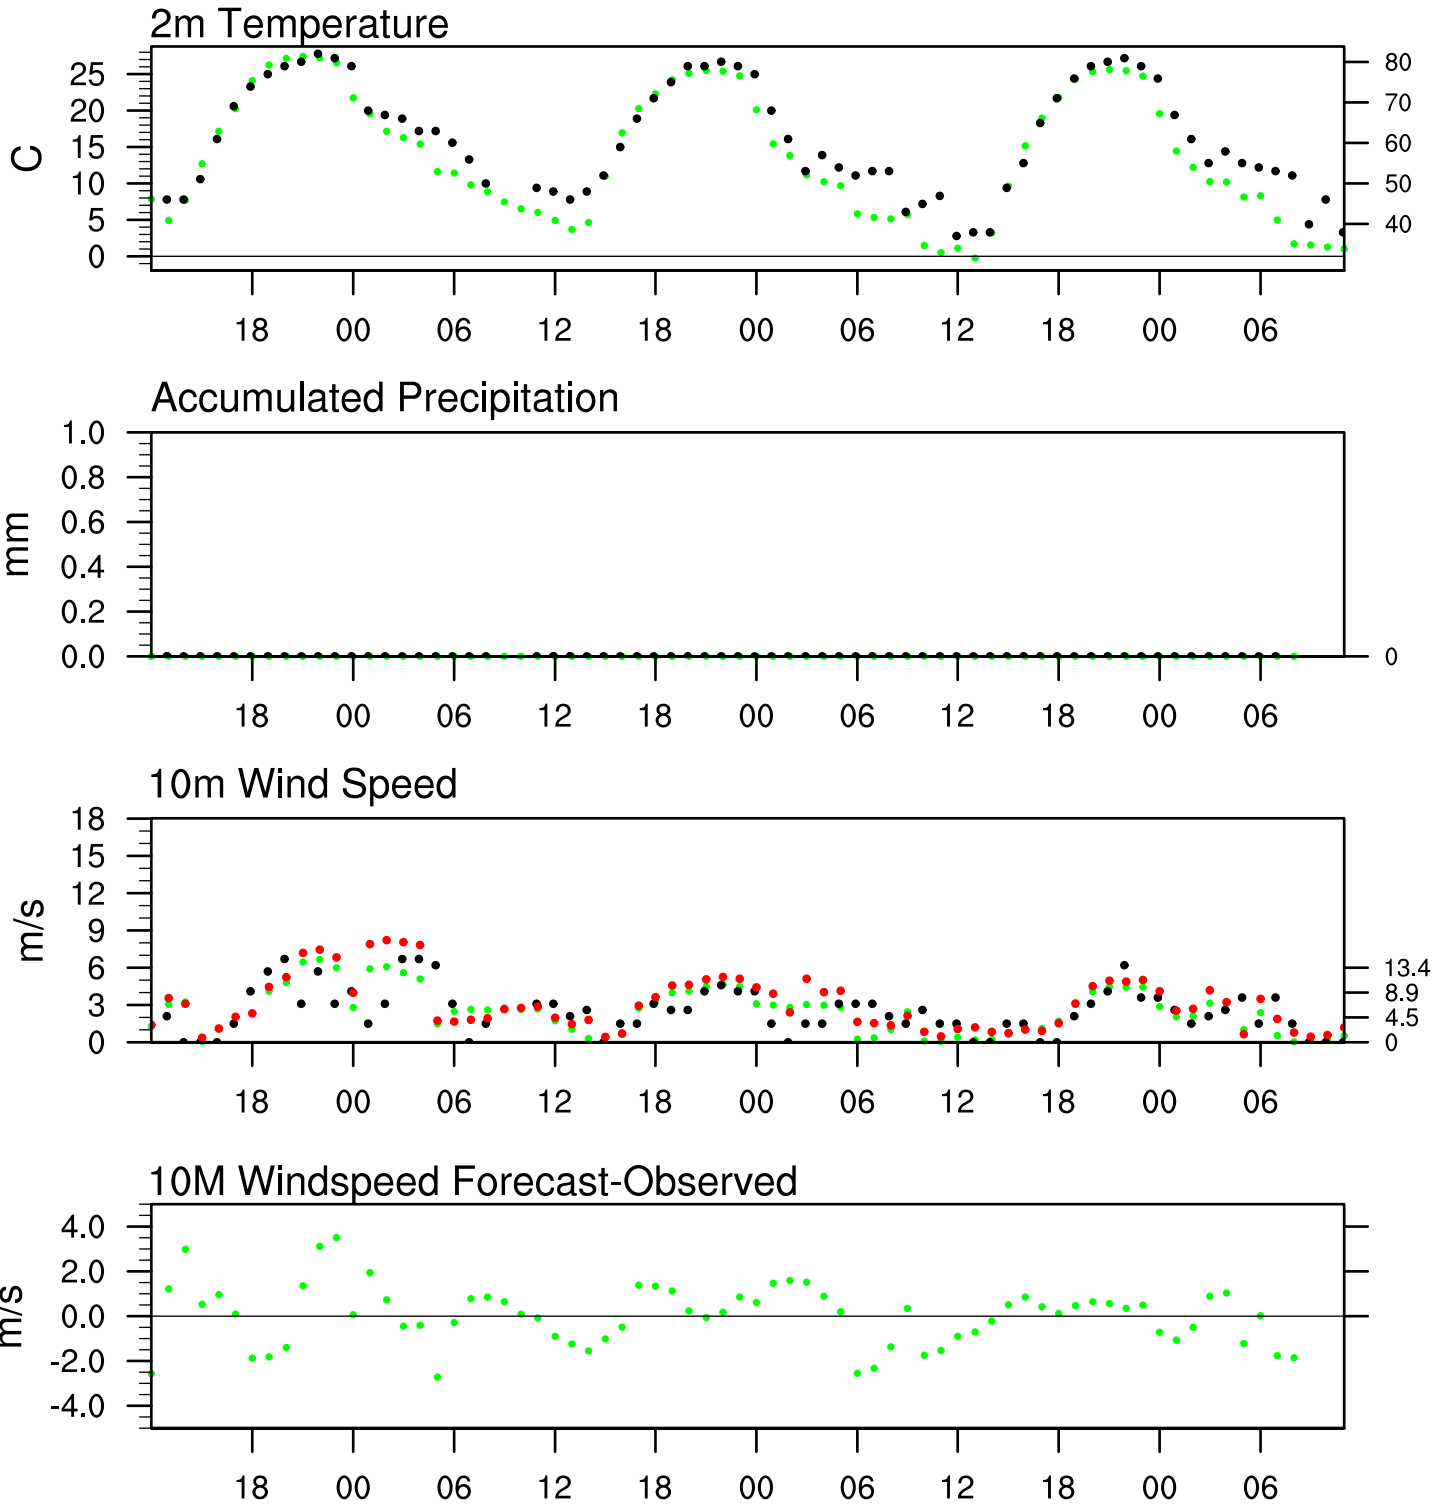 2m Temperature
C
25
20
15
10
5
0
80
70
60
50
40
18 00 06 12 18 00 06 12 18 00 06
Accumulated Precipitation
mm
1.0
0.8
0.6
0.4
0.2
0.0
0
18 00 06 12 18 00 06 12 18 00 06
10m Wind Speed
m/s
18
15
12
9
6
3
0
13.4
8.9
4.5
0
18 00 06 12 18 00 06 12 18 00 06
10M Windspeed Forecast-Observed
m/s
4.0
2.0
0.0
-2.0
-4.0
18 00 06 12 18 00 06 12 18 00 06